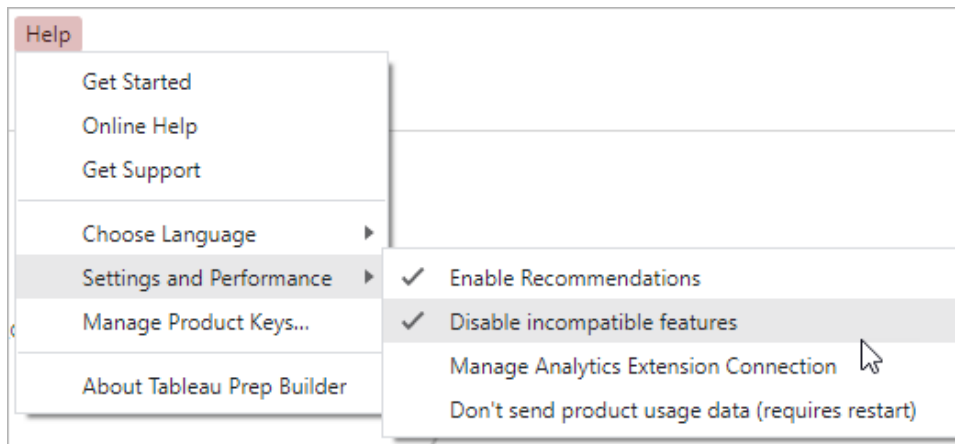 Help
Get Started
Online Help
Get Support
Choose Language
Settings and Performance
Manage Product Keys...
About Tableau Prep Builder
Enable Recommendations
Disable incompatible features
Manage Analytics Extension Connection
Don't send product usage data (requires restart)